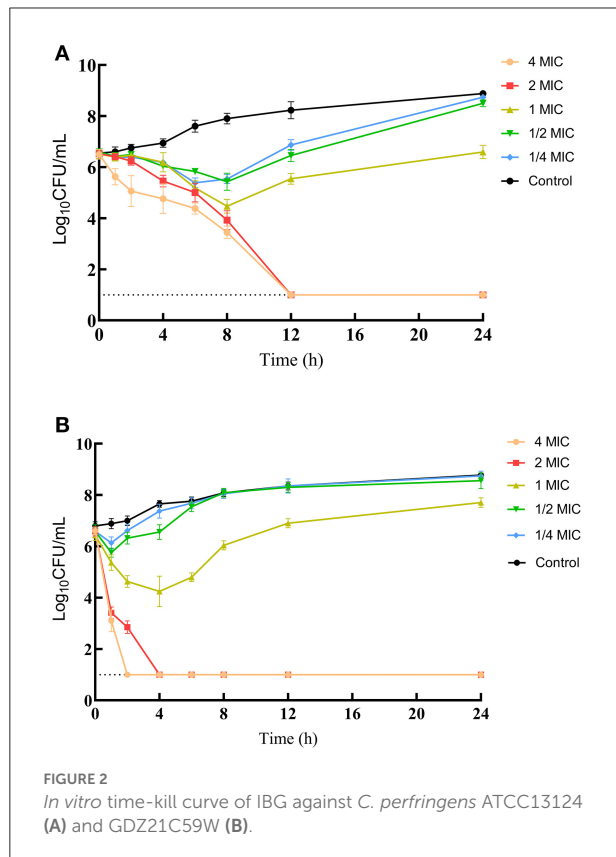 A
10
8
6
4
2
0
Log10CFU/mL
0 4 8 12 16 20 24
Time (h)
4 MIC
2 MIC
1 MIC
1/2 MIC
1/4 MIC
Control
B
10
8
6
4
2
0
Log10CFU/mL
0 4 8 12 16 20 24
Time (h)
4 MIC
2 MIC
1 MIC
1/2 MIC
1/4 MIC
Control
FIGURE 2
In vitro time-kill curve of IBG against C. perfringens ATCC13124
(A) and GDZ21C59W (B).